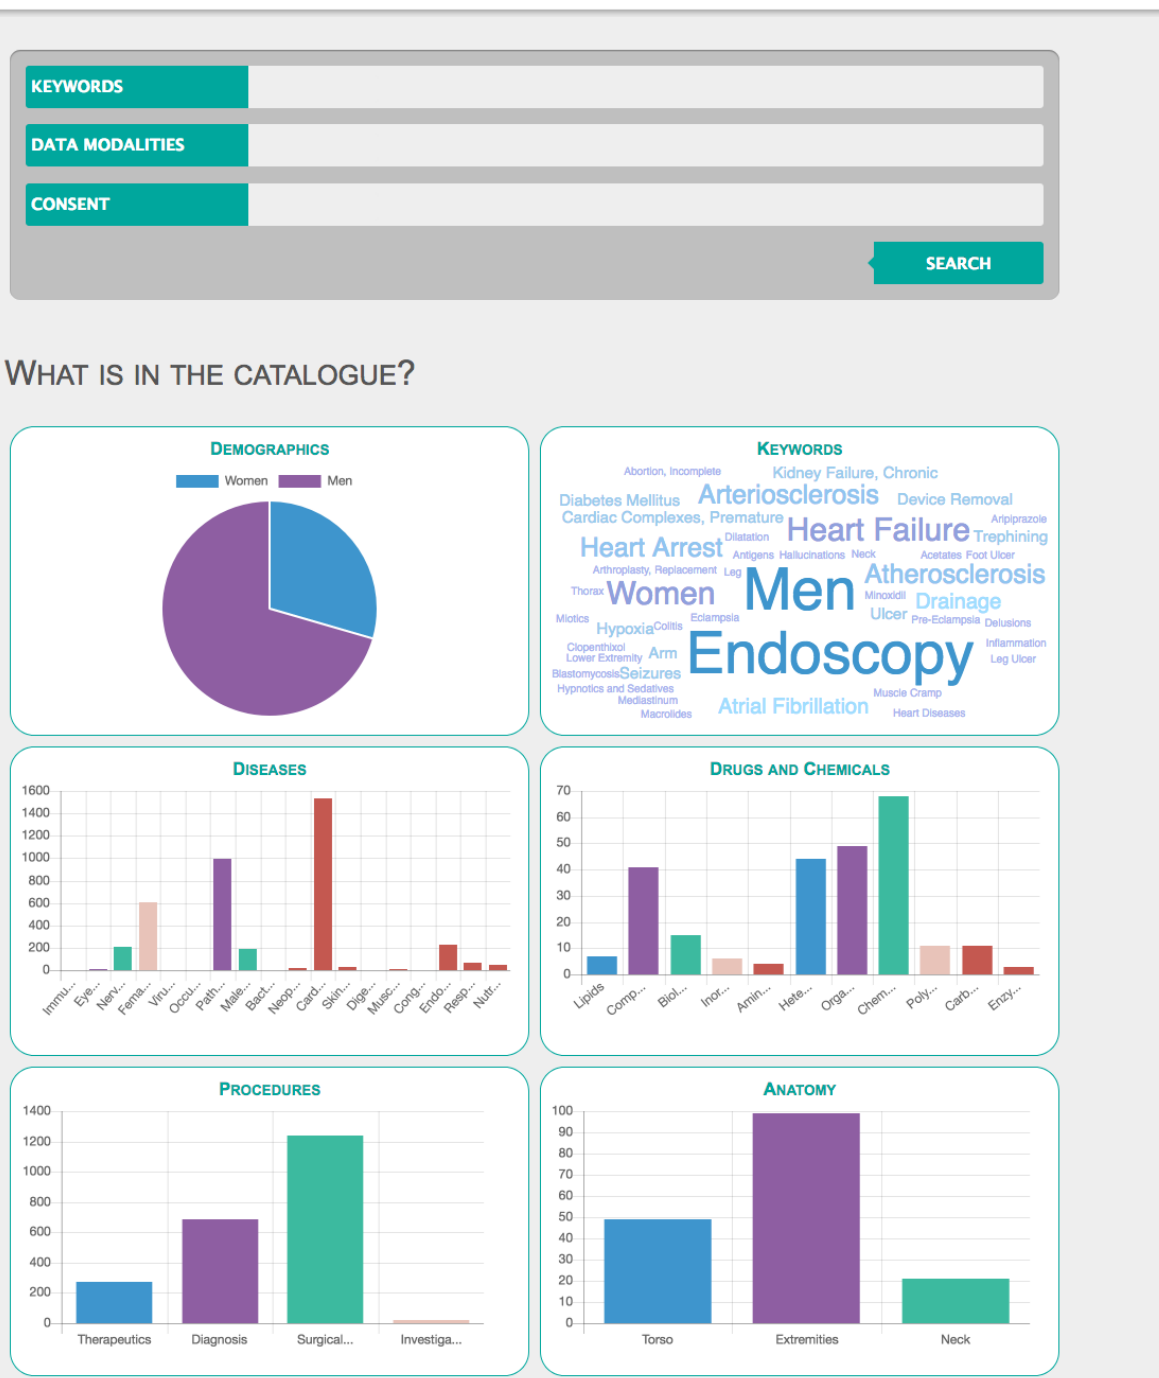 KEYWORDS
DATA MODALITIES
CONSENT
SEARCH
WHAT IS IN THE CATALOGUE?
DEMOGRAPHICS
Women Men
KEYWORDS
Abortion, Incomplete Kidney Failure, Chronic
Diabetes Mellitus Arteriosclerosis Device Removal
Cardiac Complexes, Premature Heart Failure Aripiprazole
Heart Arrest Dilatation Trephining
Antigens Hallucinations Neck Acetates Foot Ulcer
Arthroplasty, Replacement Leg Men Atherosclerosis
Thorax Women Minoxidil Drainage
Miotics Eclampsia Ulcer Pre-Eclampsia Delusions
Hypoxia Colitis Endoscopy Inflammation
Clopenthixol
Lower Extremity Arm Leg Ulcer
Blastomycosis Seizures
Hypnotics and Sedatives Muscle Cramp
Mediastinum Atrial Fibrillation
Macrolides Heart Diseases
DISEASES
1600
1400
1200
1000
800
600
400
200
0
Immu... Eye... Nerv... Fema... Viru... Occu... Path... Male... Bact... Neop... Card... Skin... Dige... Musc... Cong... Endo... Resp... Nutr...
DRUGS AND CHEMICALS
70
60
50
40
30
20
10
0
Lipids Comp... Biol... Inor... Amin... Hete... Orga... Chem... Poly... Carb... Enzy...
PROCEDURES
1400
1200
1000
800
600
400
200
0
Therapeutics Diagnosis Surgical... Investiga...
ANATOMY
100
90
80
70
60
50
40
30
20
10
0
Torso Extremities Neck